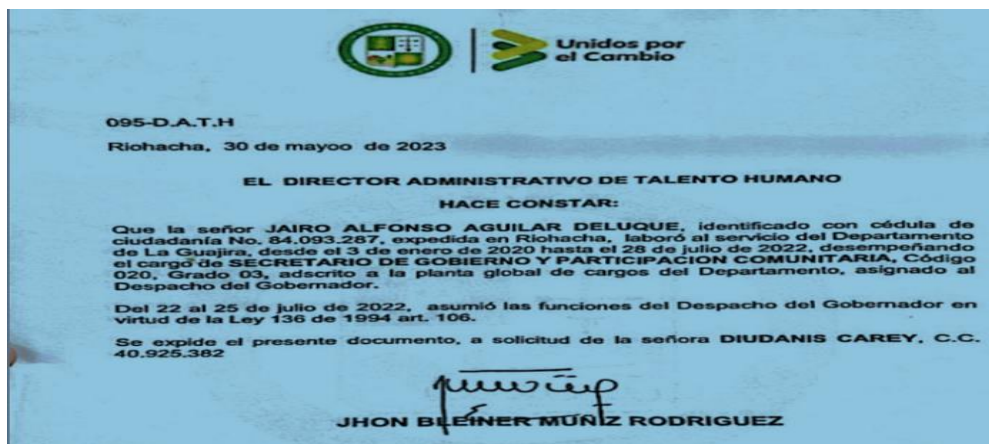 Unidos por
el Cambio
095-D.A.T.H
Riohacha, 30 de mayoo de 2023
EL DIRECTOR ADMINISTRATIVO DE TALENTO HUMANO
HACE CONSTAR:
Que la señor JAIRO ALFONSO AGUILAR DELUQUE, identificado con cédula de
ciudadanía No. 84.093.287, expedida en Riohacha, laboró al servicio del Departamento
de La Guajira, desde el 3 de enero de 2020 hasta el 28 de julio de 2022, desempeñando
el cargo de SECRETARIO DE GOBIERNO Y PARTICIPACION COMUNITARIA, Código
020, Grado 03, adscrito a la planta global de cargos del Departamento, asignado al
Despacho del Gobernador.
Del 22 al 25 de julio de 2022, asumió las funciones del Despacho del Gobernador en
virtud de la Ley 136 de 1994 art. 106.
Se expide el presente documento, a solicitud de la señora DIUDANIS CAREY, C.C.
40.925.382
JHON BLEINER MUÑIZ RODRIGUEZ